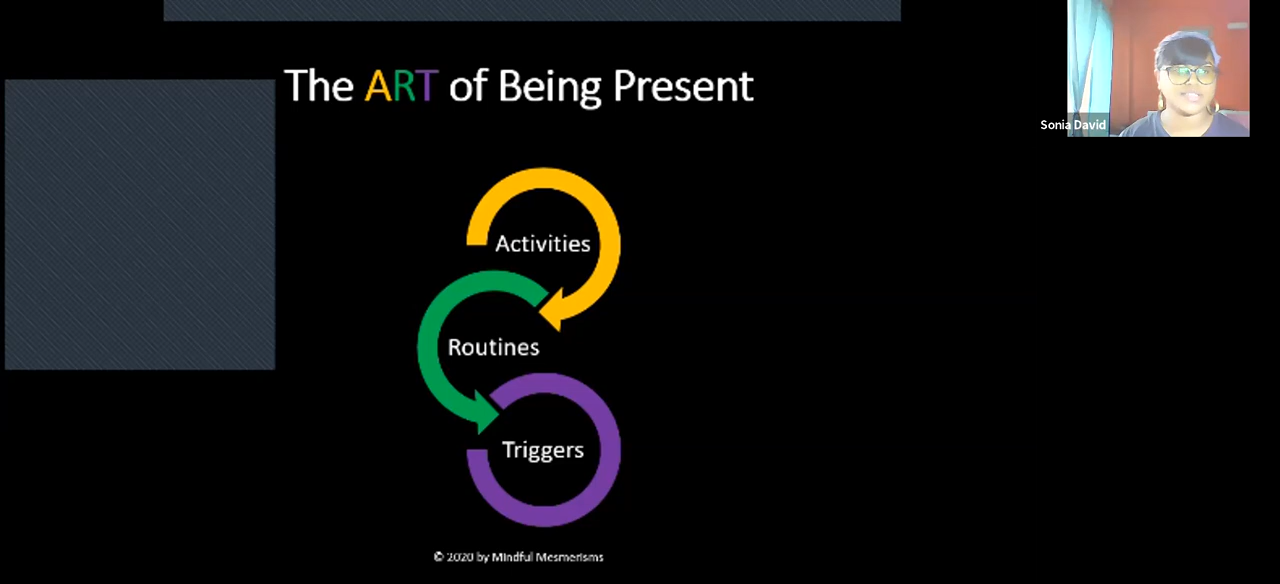 The ART of Being Present
Sonia David
Activities
Routines
Triggers
© 2020 by Mindful Mesmerisms